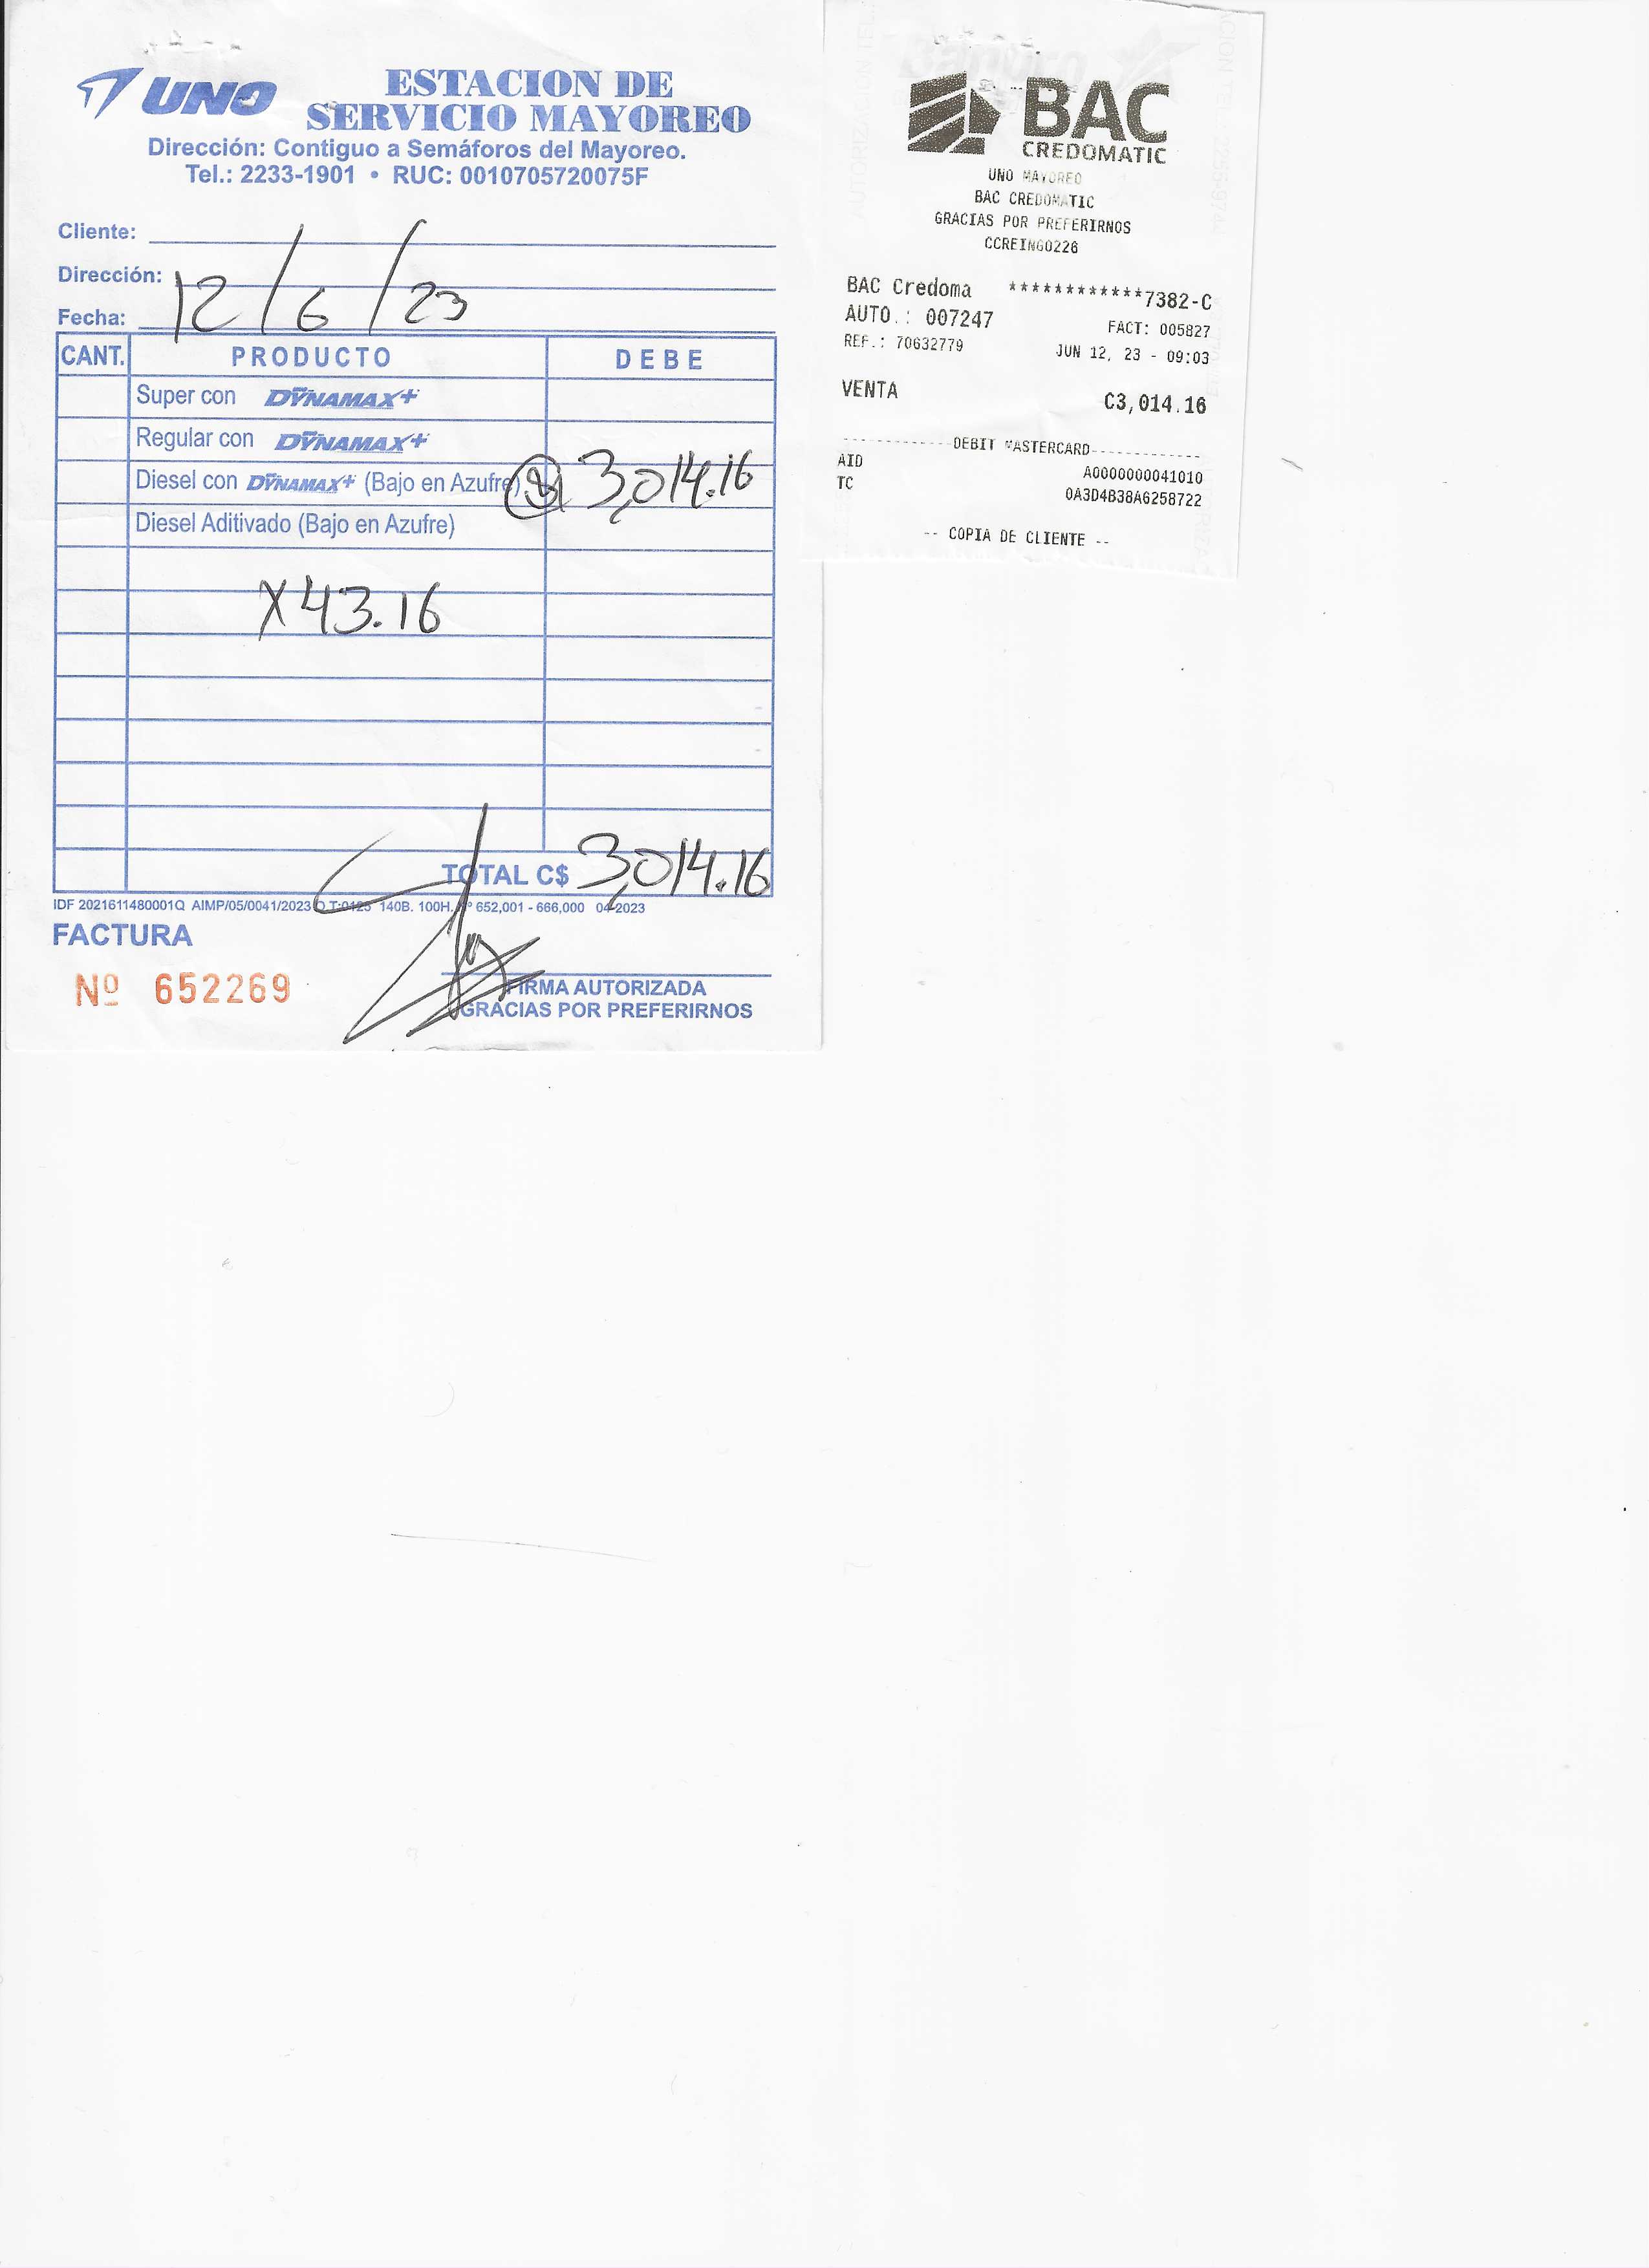 UNO
ESTACION DE
SERVICIO MAYOREO
Dirección: Contiguo a Semáforos del Mayoreo.
Tel.: 2233-1901 • RUC: 0010705720075F
Cliente:
Dirección:
Fecha: 12/6/23
CANT. PRODUCTO DEBE
Super con DYNAMAX+
Regular con DYNAMAX+
Diesel con DYNAMAX+ (Bajo en Azufre) 3,014.16
Diesel Aditivado (Bajo en Azufre)
X43.16
TOTAL C$ 3,014.16
IDF 2021611480001Q AIMP/05/0041/2023 O.T:0125 140B. 100H. Nº 652,001 - 666,000 04-2023
FACTURA
Nº 652269
FIRMA AUTORIZADA
GRACIAS POR PREFERIRNOS
BAC
CREDOMATIC
UNO MAYOREO
BAC CREDOMATIC
GRACIAS POR PREFERIRNOS
CCREING0226
BAC Credoma ************7382-C
AUTO.: 007247 FACT: 005827
REF.: 70632779 JUN 12, 23 - 09:03
VENTA C3,014.16
------------DEBIT MASTERCARD------------
AID A0000000041010
TC 0A3D4B38A6258722
-- COPIA DE CLIENTE --